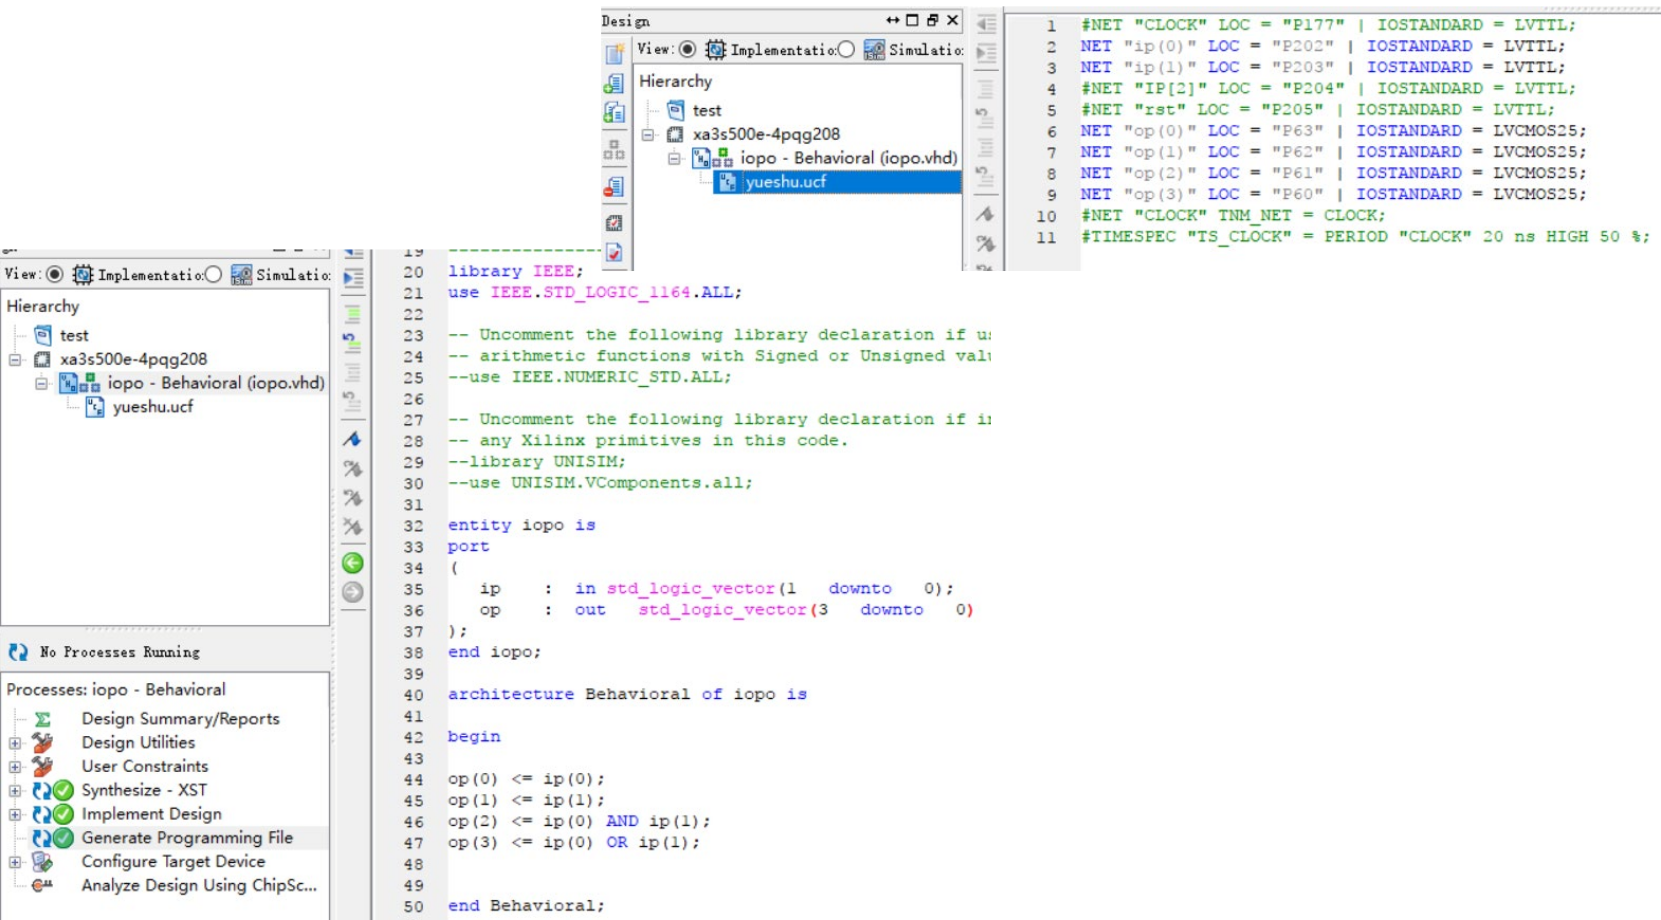 Design
View: Implementatio: Simulatio:
Hierarchy
test
xa3s500e-4pqg208
iopo - Behavioral (iopo.vhd)
yueshu.ucf
1 #NET "CLOCK" LOC = "P177" | IOSTANDARD = LVTTL;
2 NET "ip(0)" LOC = "P202" | IOSTANDARD = LVTTL;
3 NET "ip(1)" LOC = "P203" | IOSTANDARD = LVTTL;
4 #NET "IP[2]" LOC = "P204" | IOSTANDARD = LVTTL;
5 #NET "rst" LOC = "P205" | IOSTANDARD = LVTTL;
6 NET "op(0)" LOC = "P63" | IOSTANDARD = LVCMOS25;
7 NET "op(1)" LOC = "P62" | IOSTANDARD = LVCMOS25;
8 NET "op(2)" LOC = "P61" | IOSTANDARD = LVCMOS25;
9 NET "op(3)" LOC = "P60" | IOSTANDARD = LVCMOS25;
10 #NET "CLOCK" TNM_NET = CLOCK;
11 #TIMESPEC "TS_CLOCK" = PERIOD "CLOCK" 20 ns HIGH 50 %;
View: Implementatio: Simulatio:
Hierarchy
test
xa3s500e-4pqg208
iopo - Behavioral (iopo.vhd)
yueshu.ucf
No Processes Running
Processes: iopo - Behavioral
Design Summary/Reports
Design Utilities
User Constraints
Synthesize - XST
Implement Design
Generate Programming File
Configure Target Device
Analyze Design Using ChipSc...
19
20 library IEEE;
21 use IEEE.STD_LOGIC_1164.ALL;
22
23 -- Uncomment the following library declaration if
24 -- arithmetic functions with Signed or Unsigned
25 --use IEEE.NUMERIC_STD.ALL;
26
27 -- Uncomment the following library declaration if
28 -- any Xilinx primitives in this code.
29 --library UNISIM;
30 --use UNISIM.VComponents.all;
31
32 entity iopo is
33 port
34 (
35 ip : in std_logic_vector(1 downto 0);
36 op : out std_logic_vector(3 downto 0)
37 );
38 end iopo;
39
40 architecture Behavioral of iopo is
41
42 begin
43
44 op(0) <= ip(0);
45 op(1) <= ip(1);
46 op(2) <= ip(0) AND ip(1);
47 op(3) <= ip(0) OR ip(1);
48
49
50 end Behavioral;